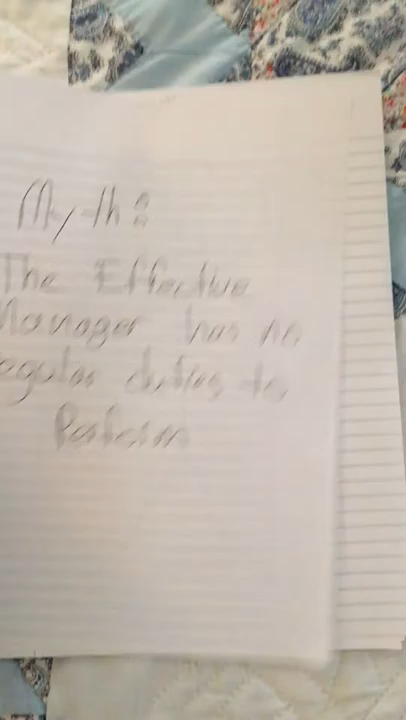 Myth:
The Effective
Manager has no
regular duties to
Perform